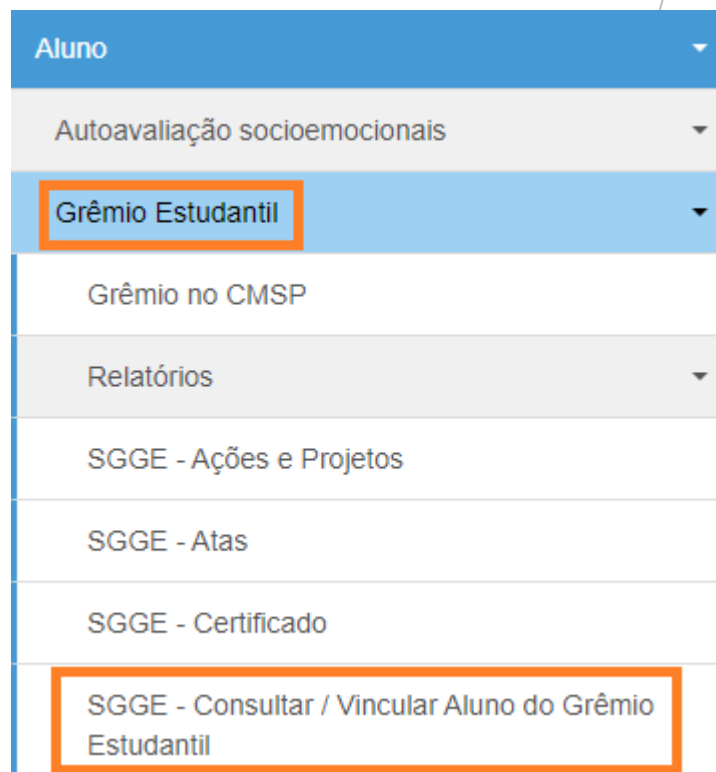 Aluno
Autoavaliação socioemocionais
Grêmio Estudantil
Grêmio no CMSP
Relatórios
SGGE - Ações e Projetos
SGGE - Atas
SGGE - Certificado
SGGE - Consultar / Vincular Aluno do Grêmio
Estudantil